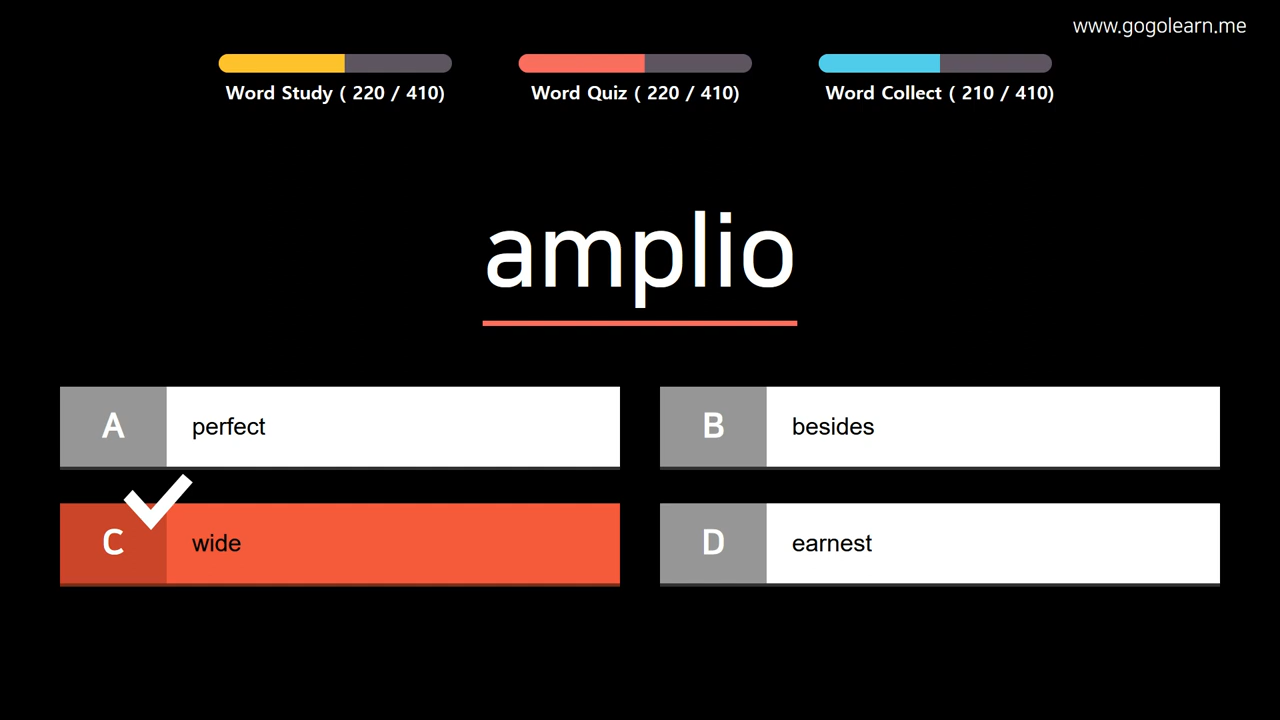 www.gogolearn.me
Word Study ( 220 / 410)
Word Quiz ( 220 / 410)
Word Collect ( 210 / 410)
amplio
A perfect
B besides
C wide
D earnest